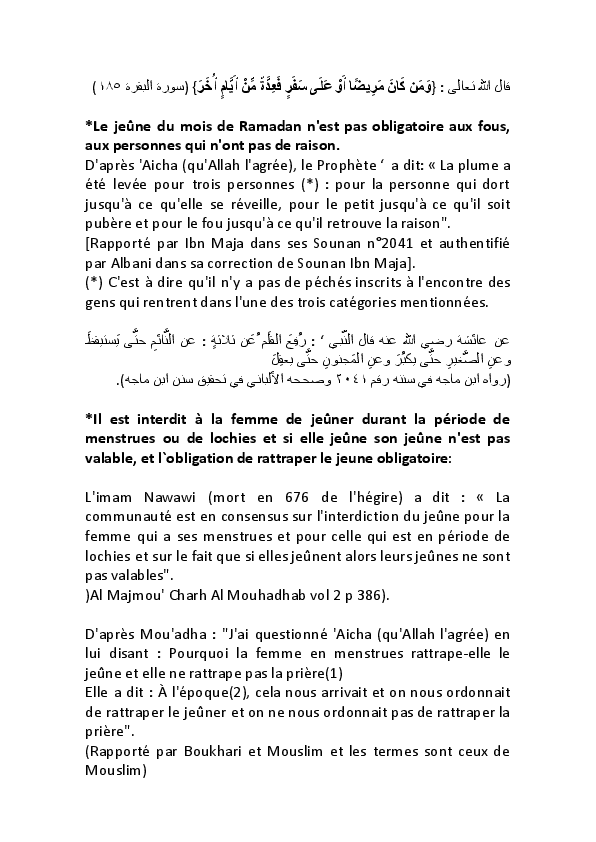 قال الله تعالى : {وَمَن كَانَ مَرِيضًا أَوْ عَلَى سَفَرٍ فَعِدَّةٌ مِّنْ أَيَّامٍ أُخَرَ} (سورة البقرة ١٨٥)
*Le jeûne du mois de Ramadan n'est pas obligatoire aux fous,
aux personnes qui n'ont pas de raison.
D'après 'Aicha (qu'Allah l'agrée), le Prophète ‘ a dit: « La plume a
été levée pour trois personnes (*) : pour la personne qui dort
jusqu'à ce qu'elle se réveille, pour le petit jusqu'à ce qu'il soit
pubère et pour le fou jusqu'à ce qu'il retrouve la raison".
[Rapporté par Ibn Maja dans ses Sounan n°2041 et authentifié
par Albani dans sa correction de Sounan Ibn Maja].
(*) C'est à dire qu'il n'y a pas de péchés inscrits à l'encontre des
gens qui rentrent dans l'une des trois catégories mentionnées.
عن عائشة رضي الله عنه قال النّبي ‘ : رُفِعَ القَلَم ُعَن ثلاثةٍ : عن النَّائمِ حتَّى يَستيقظَ
وعنِ الصَّغيرِ حتَّى يكبُرَ وعنِ المَجنونِ حتَّى يعقِلَ
(رواه ابن ماجه في سننه رقم ٢٠٤١ وصححه الألباني في تحقيق سنن ابن ماجه).
*Il est interdit à la femme de jeûner durant la période de
menstrues ou de lochies et si elle jeûne son jeûne n'est pas
valable, et l`obligation de rattraper le jeune obligatoire:
L'imam Nawawi (mort en 676 de l'hégire) a dit : « La
communauté est en consensus sur l'interdiction du jeûne pour la
femme qui a ses menstrues et pour celle qui est en période de
lochies et sur le fait que si elles jeûnent alors leurs jeûnes ne sont
pas valables".
)Al Majmou' Charh Al Mouhadhab vol 2 p 386).
D'après Mou'adha : "J'ai questionné 'Aicha (qu'Allah l'agrée) en
lui disant : Pourquoi la femme en menstrues rattrape-elle le
jeûne et elle ne rattrape pas la prière(1)
Elle a dit : À l'époque(2), cela nous arrivait et on nous ordonnait
de rattraper le jeûner et on ne nous ordonnait pas de rattraper la
prière".
(Rapporté par Boukhari et Mouslim et les termes sont ceux de
Mouslim)